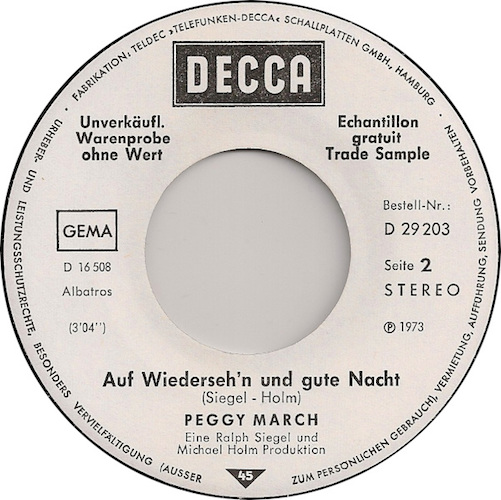 • FABRIKATION: TELDEC »TELEFUNKEN-DECCA« SCHALLPLATTEN GMBH., HAMBURG •
URHEBER- UND LEISTUNGSSCHUTZRECHTE, BESONDERS VERVIELFÄLTIGUNG (AUSSER
ZUM PERSÖNLICHEN GEBRAUCH), VERMIETUNG, AUFFÜHRUNG, SENDUNG VORBEHALTEN
DECCA
Unverkäufl.
Warenprobe
ohne Wert
Echantillon
gratuit
Trade Sample
GEMA
D 16 508
Albatros
(3'04")
Bestell-Nr.:
D 29 203
Seite 2
STEREO
Ⓟ 1973
Auf Wiederseh'n und gute Nacht
(Siegel - Holm)
PEGGY MARCH
Eine Ralph Siegel und
Michael Holm Produktion
45